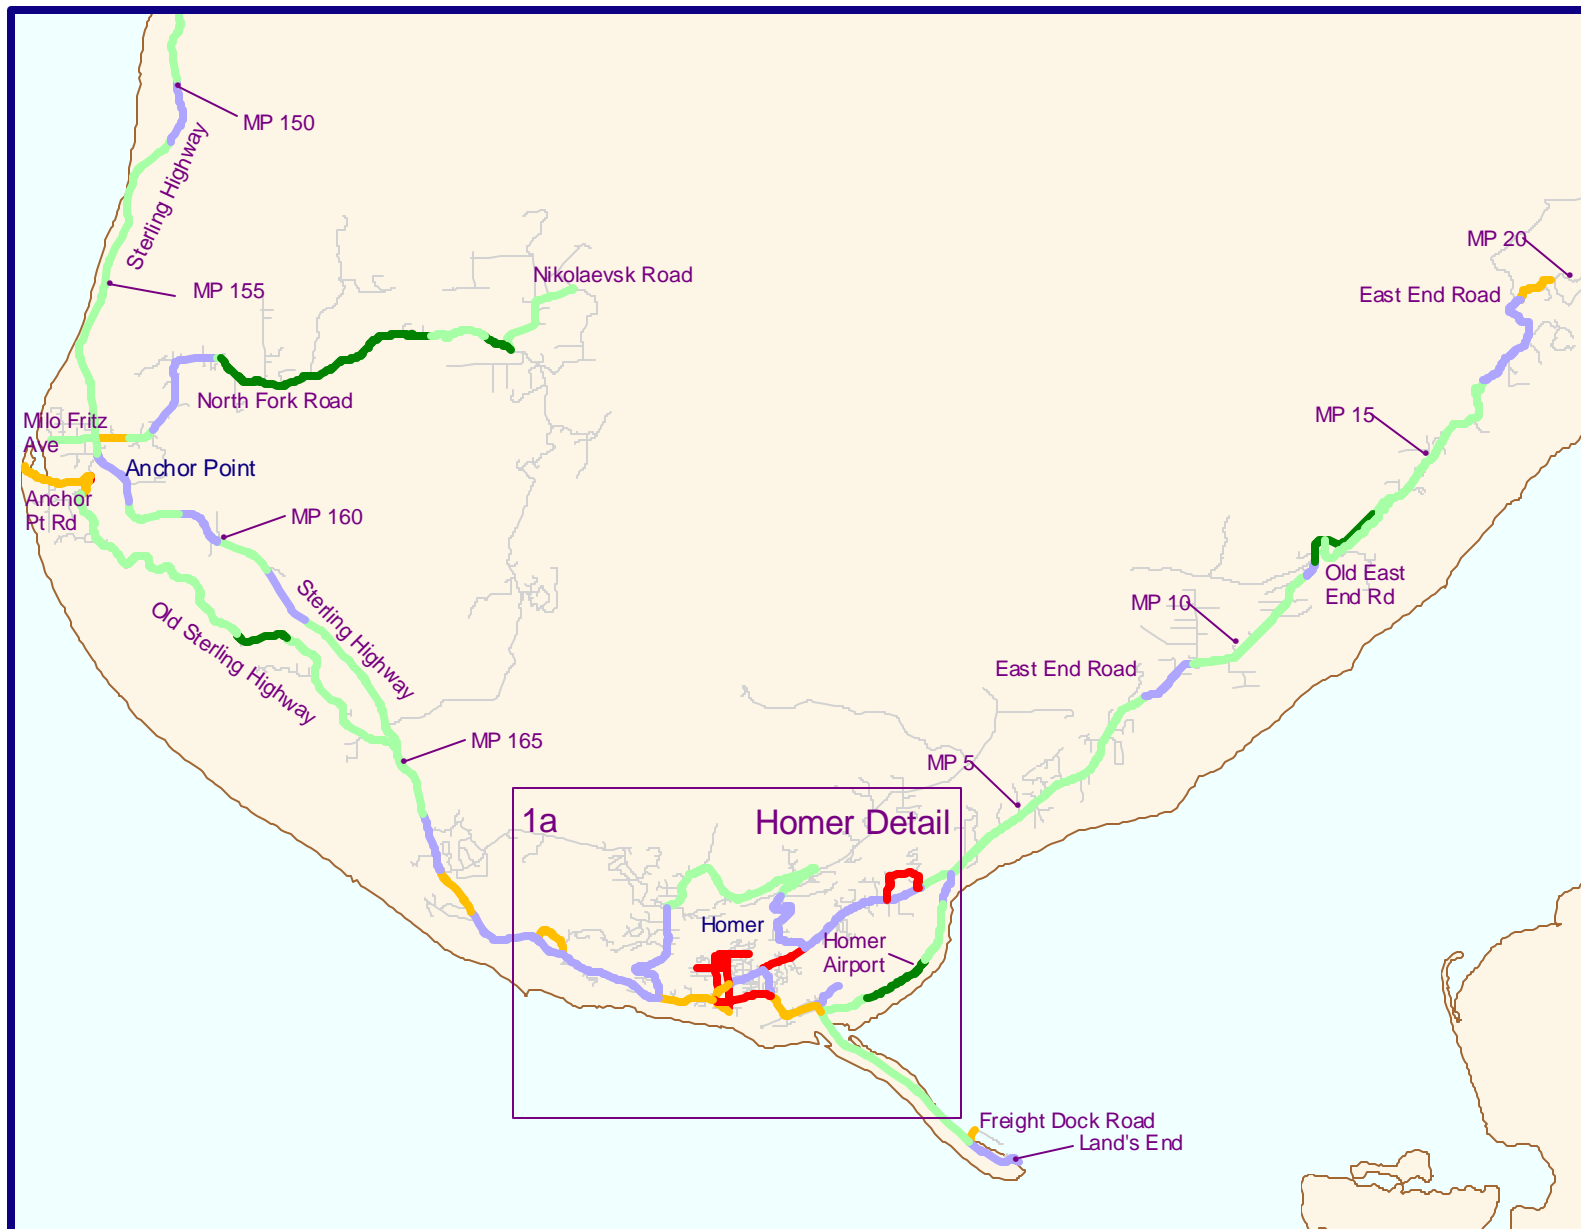 MP 150
Sterling Highway
MP 155
Nikolaevsk Road
MP 20
East End Road
North Fork Road
MP 15
Milo Fritz
Ave
Anchor Point
Anchor
Pt Rd
MP 160
Old East
End Rd
Sterling Highway
MP 10
Old Sterling Highway
East End Road
MP 165
MP 5
1a
Homer Detail
Homer
Homer
Airport
Freight Dock Road
Land's End